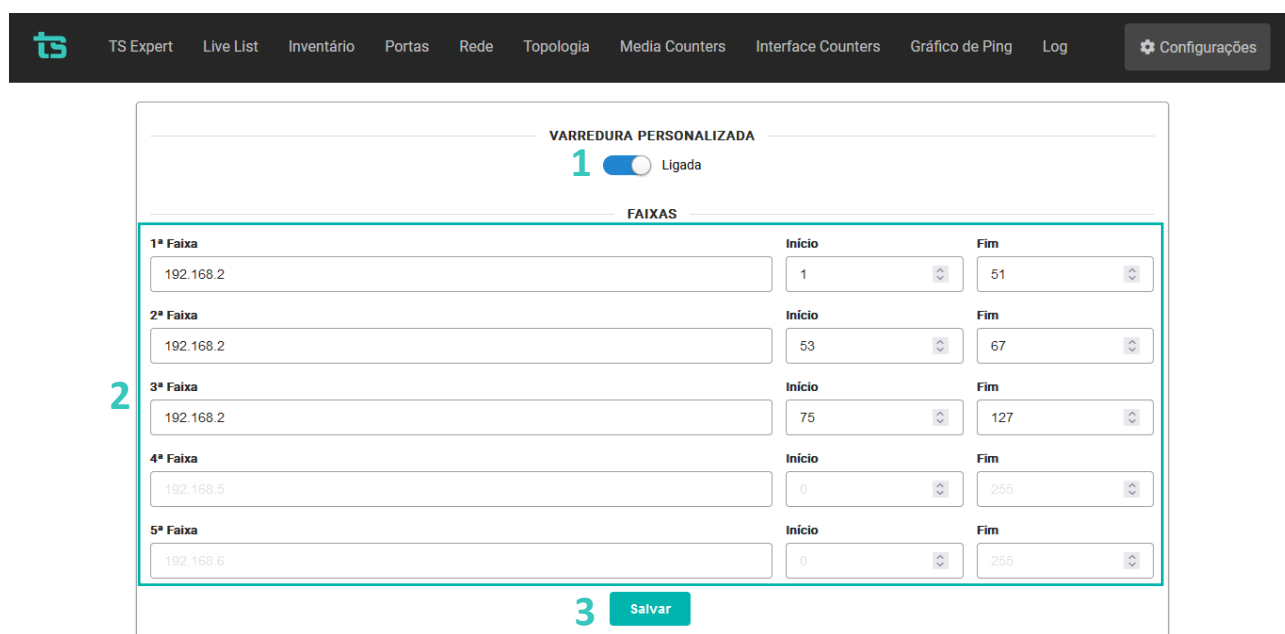 ts TS Expert Live List Inventário Portas Rede Topologia Media Counters Interface Counters Gráfico de Ping Log Configurações
VARREDURA PERSONALIZADA
1 Ligada
FAIXAS
1ª Faixa Início Fim
192.168.2 1 51
2ª Faixa Início Fim
192.168.2 53 67
2
3ª Faixa Início Fim
192.168.2 75 127
4ª Faixa Início Fim
192.168.5 0 255
5ª Faixa Início Fim
192.168.6 0 255
3 Salvar